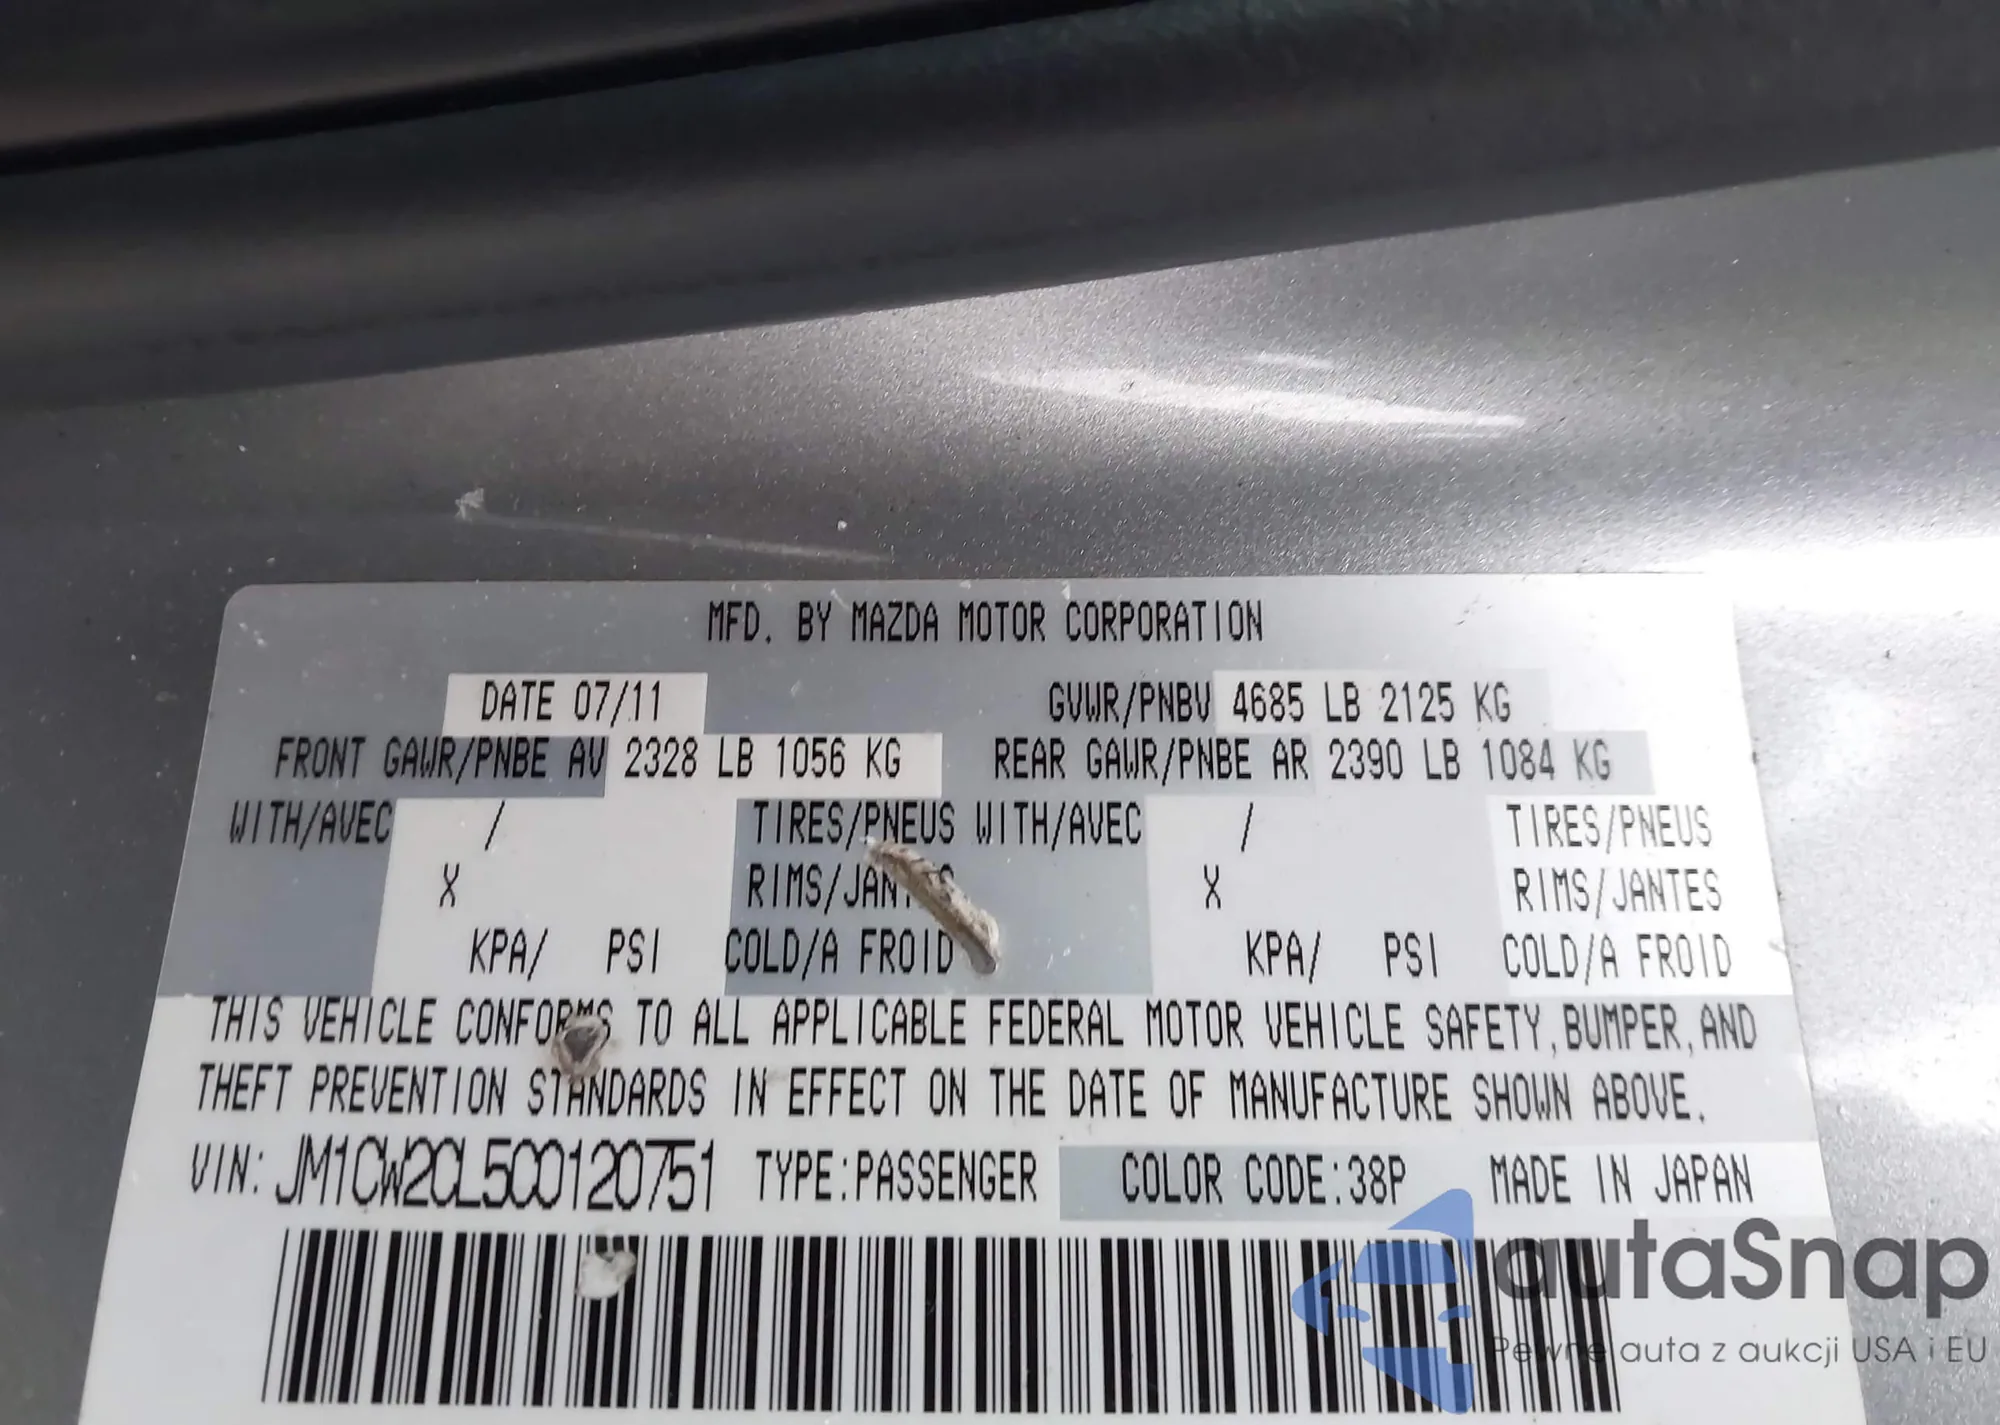 MFD. BY MAZDA MOTOR CORPORATION
DATE 07/11 GVWR/PNBV 4685 LB 2125 KG
FRONT GAWR/PNBE AV 2328 LB 1056 KG REAR GAWR/PNBE AR 2390 LB 1084 KG
WITH/AVEC / TIRES/PNEUS WITH/AVEC / TIRES/PNEUS
X RIMS/JANTES X RIMS/JANTES
KPA/ PSI COLD/A FROID KPA/ PSI COLD/A FROID
THIS VEHICLE CONFORMS TO ALL APPLICABLE FEDERAL MOTOR VEHICLE SAFETY, BUMPER, AND
THEFT PREVENTION STANDARDS IN EFFECT ON THE DATE OF MANUFACTURE SHOWN ABOVE.
VIN: JM1CW2CL5C0120751 TYPE:PASSENGER COLOR CODE:38P MADE IN JAPAN
autaSnap
Pewne auta z aukcji USA i EU